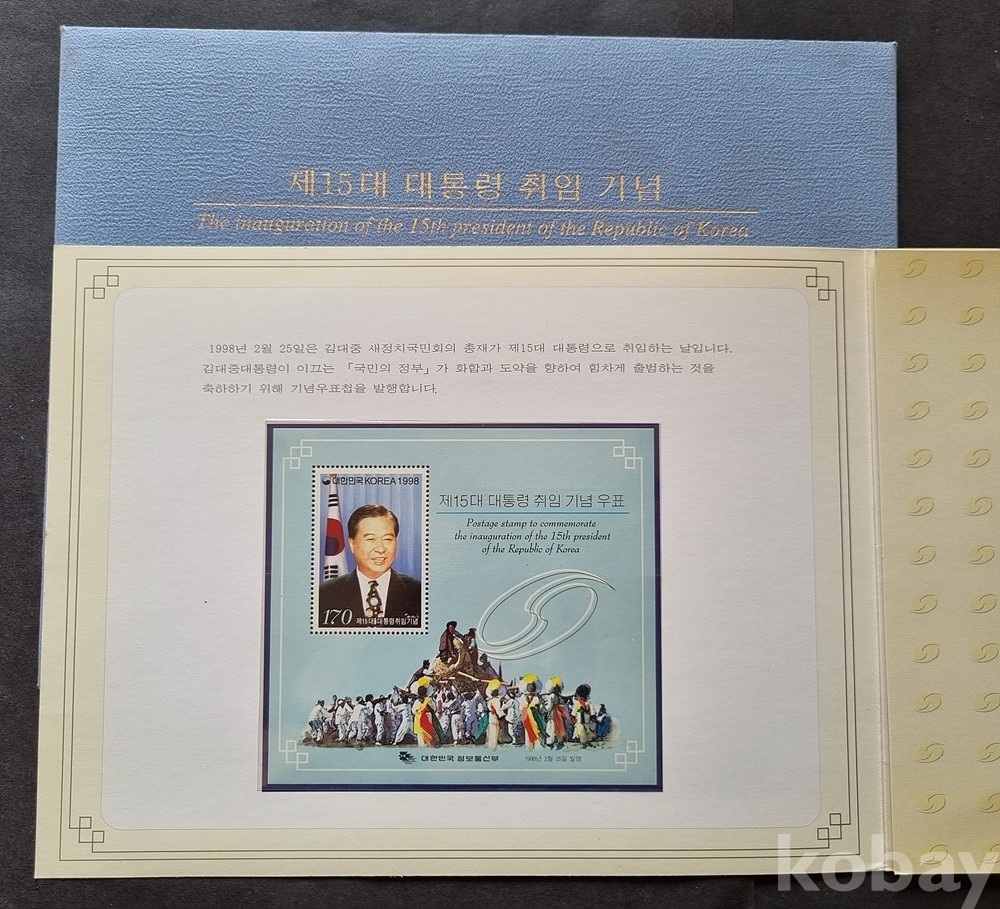 제15대 대통령 취임 기념
The inauguration of the 15th president of the Republic of Korea
1998년 2월 25일은 김대중 새정치국민회의 총재가 제15대 대통령으로 취임하는 날입니다.
김대중대통령이 이끄는 「국민의 정부」가 화합과 도약을 향하여 힘차게 출범하는 것을
축하하기 위해 기념우표첩을 발행합니다.
대한민국 KOREA 1998
170 제15대 대통령 취임 기념
제15대 대통령 취임 기념 우표
Postage stamp to commemorate
the inauguration of the 15th president
of the Republic of Korea
대한민국 정보통신부 1998년 2월 25일 발행
kobay